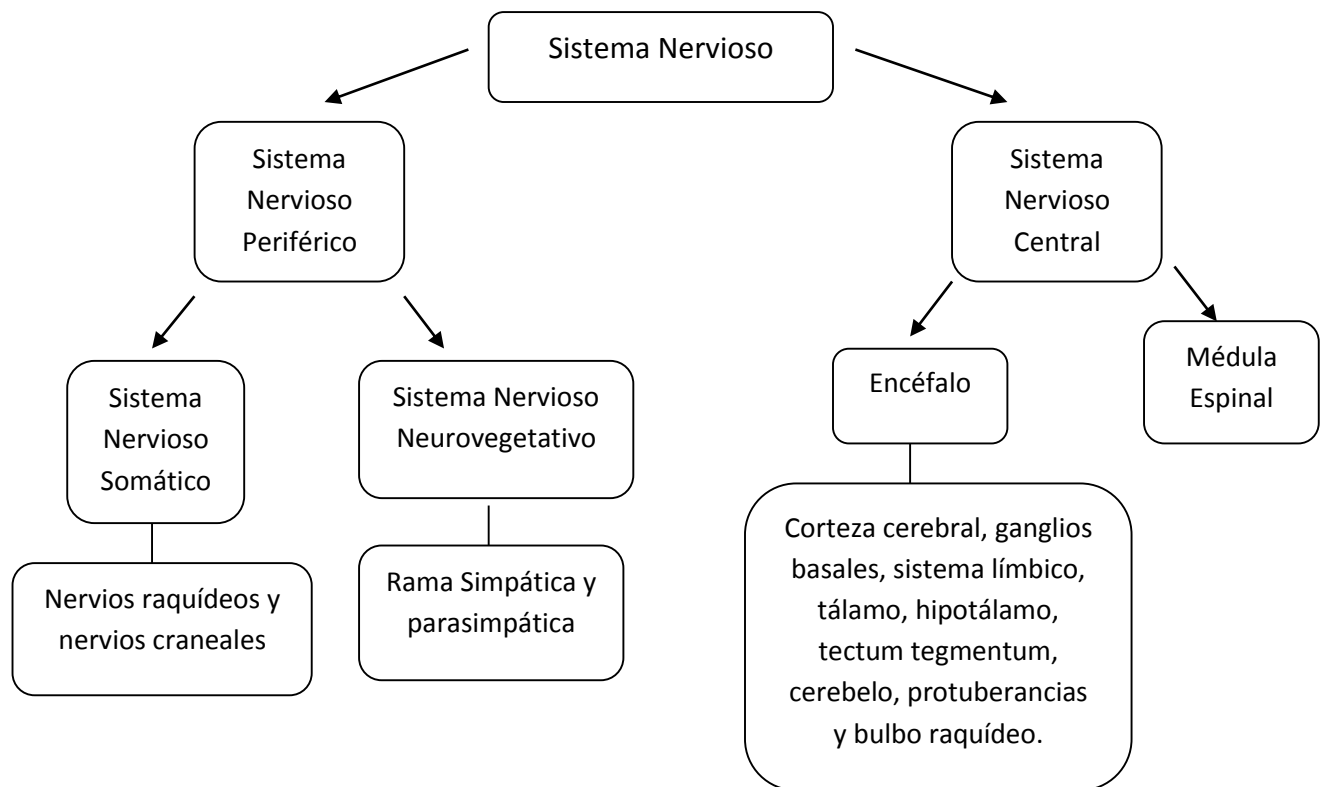 Sistema Nervioso
Sistema
Nervioso
Periférico
Sistema
Nervioso
Central
Sistema
Nervioso
Somático
Sistema Nervioso
Neurovegetativo
Encéfalo
Médula
Espinal
Nervios raquídeos y
nervios craneales
Rama Simpática y
parasimpática
Corteza cerebral, ganglios
basales, sistema límbico,
tálamo, hipotálamo,
tectum tegmentum,
cerebelo, protuberancias
y bulbo raquídeo.